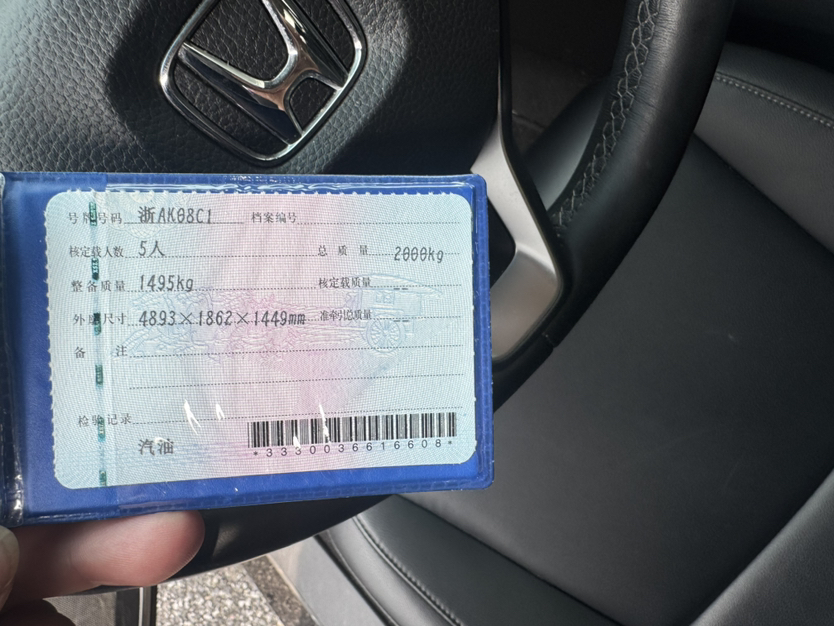 号牌号码 浙AK08C1 档案编号
核定载人数 5人 总质量 2000kg
整备质量 1495kg 核定载质量 --
外廓尺寸 4893×1862×1449mm 准牵引总质量
备注
检验记录
汽油
*3330036616608*